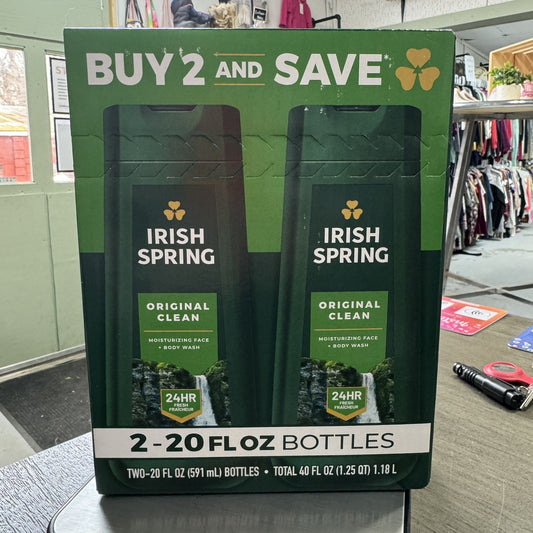 BUY 2 AND SAVE
IRISH
SPRING
ORIGINAL
CLEAN
MOISTURIZING FACE
+ BODY WASH
24HR
FRESH
FRAÎCHEUR
IRISH
SPRING
ORIGINAL
CLEAN
MOISTURIZING FACE
+ BODY WASH
24HR
FRESH
FRAÎCHEUR
2-20 FL OZ BOTTLES
TWO-20 FL OZ (591 mL) BOTTLES • TOTAL 40 FL OZ (1.25 QT) 1.18 L